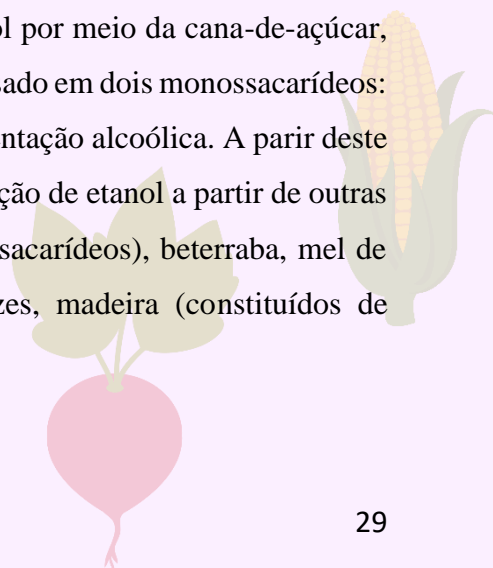 ol por meio da cana-de-açúcar,
sado em dois monossacarídeos:
entação alcoólica. A parir deste
ção de etanol a partir de outras
sacarídeos), beterraba, mel de
zes, madeira (constituídos de
29